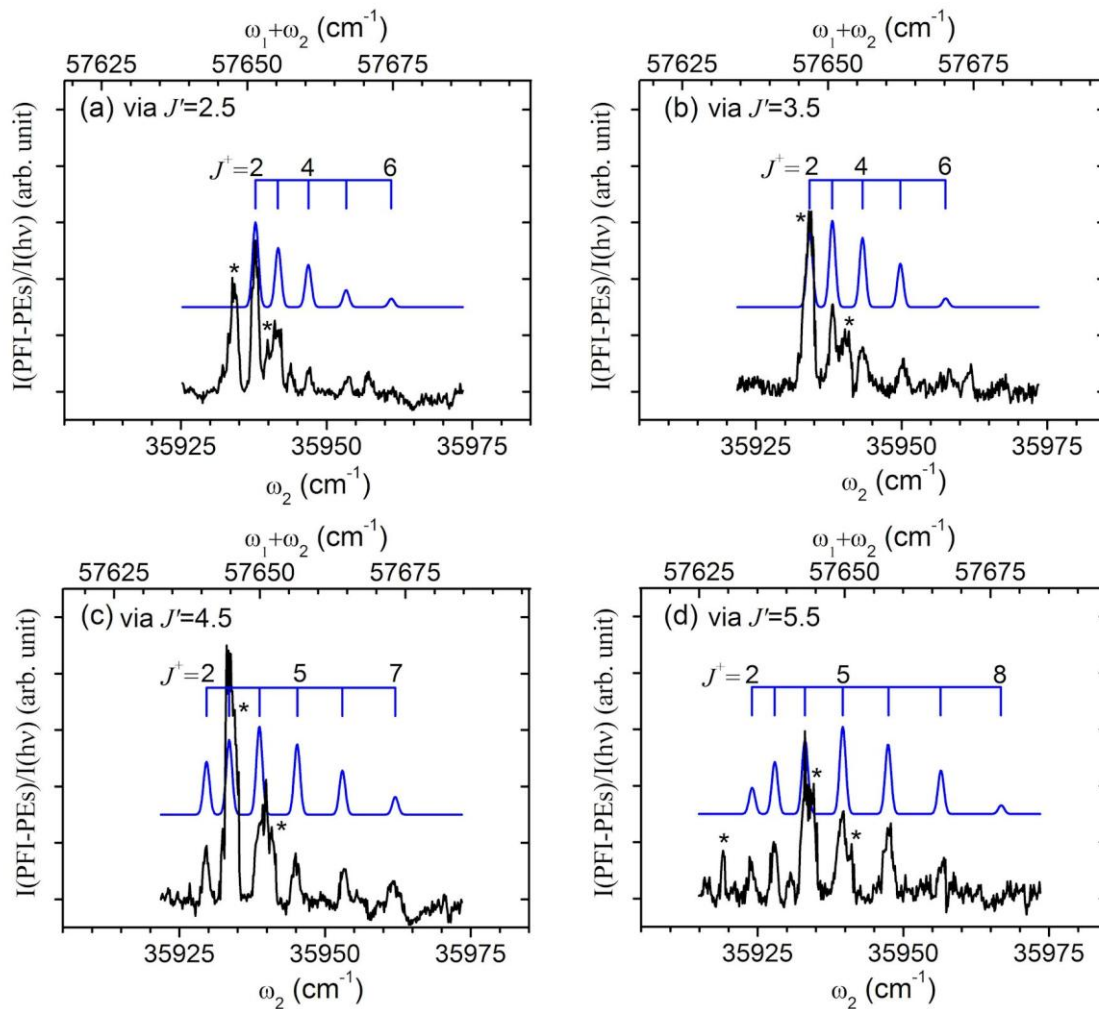 ω₁+ω₂ (cm⁻¹)
57625 57650 57675
(a) via J′=2.5
J⁺=2 4 6
*
*
I(PFI-PEs)/I(hν) (arb. unit)
35925 35950 35975
ω₂ (cm⁻¹)
ω₁+ω₂ (cm⁻¹)
57625 57650 57675
(b) via J′=3.5
J⁺=2 4 6
*
*
I(PFI-PEs)/I(hν) (arb. unit)
35925 35950 35975
ω₂ (cm⁻¹)
ω₁+ω₂ (cm⁻¹)
57625 57650 57675
(c) via J′=4.5
J⁺=2 5 7
*
*
I(PFI-PEs)/I(hν) (arb. unit)
35925 35950 35975
ω₂ (cm⁻¹)
ω₁+ω₂ (cm⁻¹)
57625 57650 57675
(d) via J′=5.5
J⁺=2 5 8
*
*
*
I(PFI-PEs)/I(hν) (arb. unit)
35925 35950 35975
ω₂ (cm⁻¹)